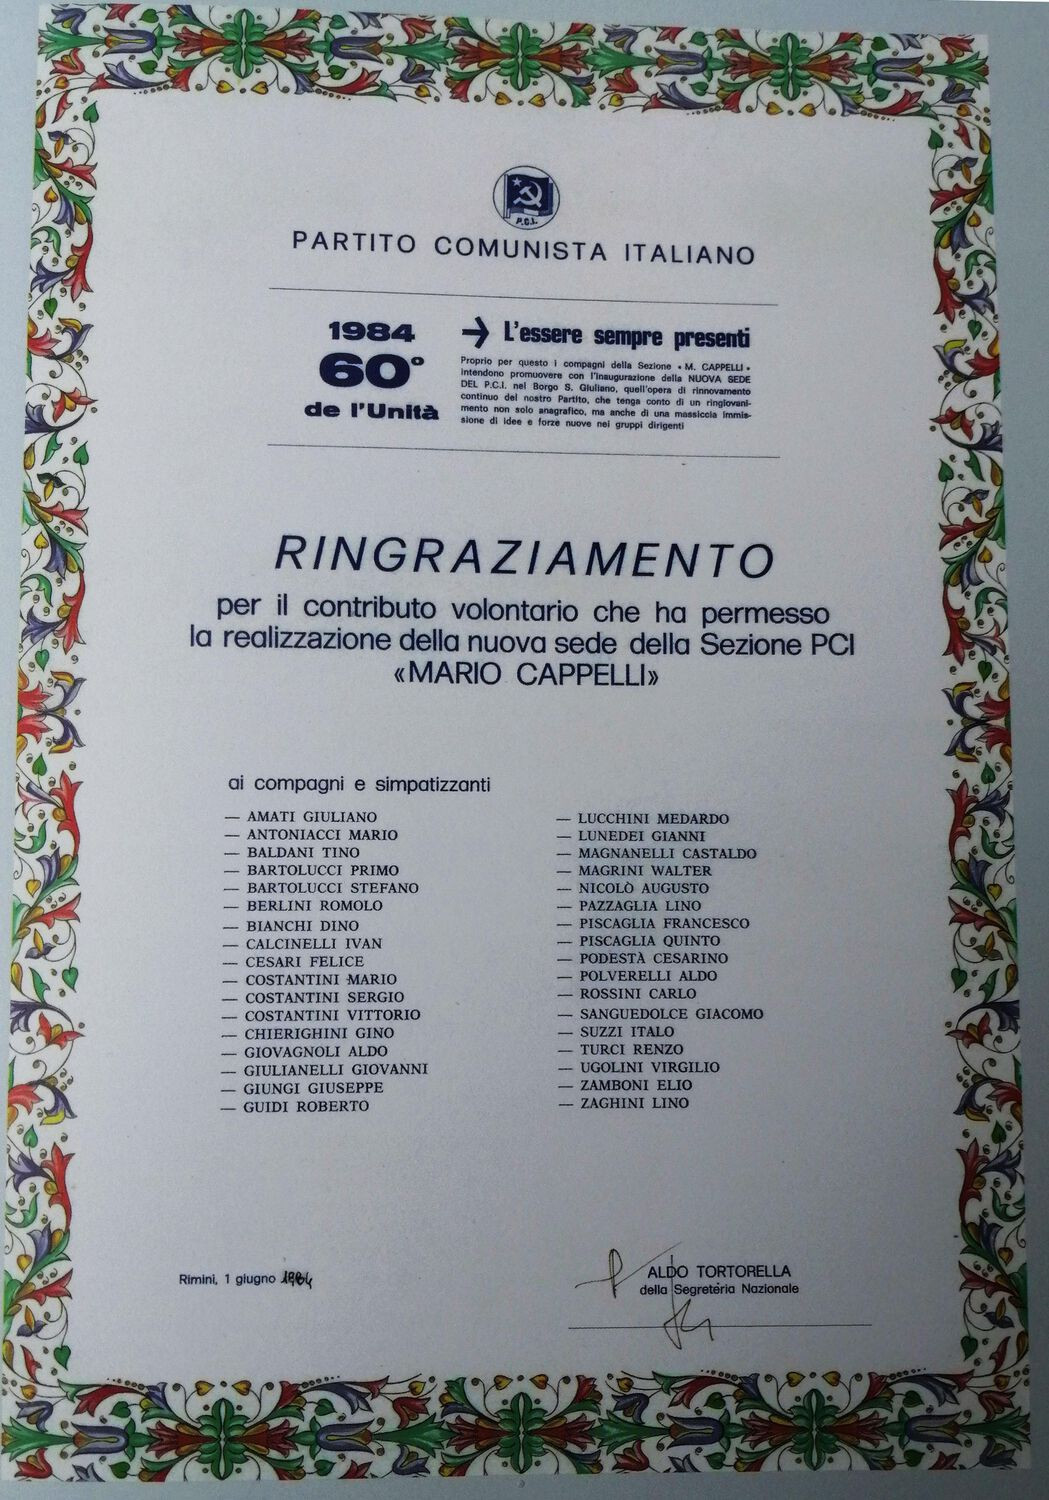 P.C.I.
PARTITO COMUNISTA ITALIANO
1984
60º
de l'Unità
→ L'essere sempre presenti
Proprio per questo i compagni della Sezione « M. CAPPELLI »
intendono promuovere con l'inaugurazione della NUOVA SEDE
DEL P.C.I. nel Borgo S. Giuliano, quell'opera di rinnovamento
continuo del nostro Partito, che tenga conto di un ringiovani-
mento non solo anagrafico, ma anche di una massiccia immis-
sione di idee e forze nuove nei gruppi dirigenti
RINGRAZIAMENTO
per il contributo volontario che ha permesso
la realizzazione della nuova sede della Sezione PCI
«MARIO CAPPELLI»
ai compagni e simpatizzanti
— AMATI GIULIANO
— ANTONIACCI MARIO
— BALDANI TINO
— BARTOLUCCI PRIMO
— BARTOLUCCI STEFANO
— BERLINI ROMOLO
— BIANCHI DINO
— CALCINELLI IVAN
— CESARI FELICE
— COSTANTINI MARIO
— COSTANTINI SERGIO
— COSTANTINI VITTORIO
— CHIERIGHINI GINO
— GIOVAGNOLI ALDO
— GIULIANELLI GIOVANNI
— GIUNGI GIUSEPPE
— GUIDI ROBERTO
— LUCCHINI MEDARDO
— LUNEDEI GIANNI
— MAGNANELLI CASTALDO
— MAGRINI WALTER
— NICOLÒ AUGUSTO
— PAZZAGLIA LINO
— PISCAGLIA FRANCESCO
— PISCAGLIA QUINTO
— PODESTÀ CESARINO
— POLVERELLI ALDO
— ROSSINI CARLO
— SANGUEDOLCE GIACOMO
— SUZZI ITALO
— TURCI RENZO
— UGOLINI VIRGILIO
— ZAMBONI ELIO
— ZAGHINI LINO
Rimini, 1 giugno 1984
ALDO TORTORELLA
della Segreteria Nazionale